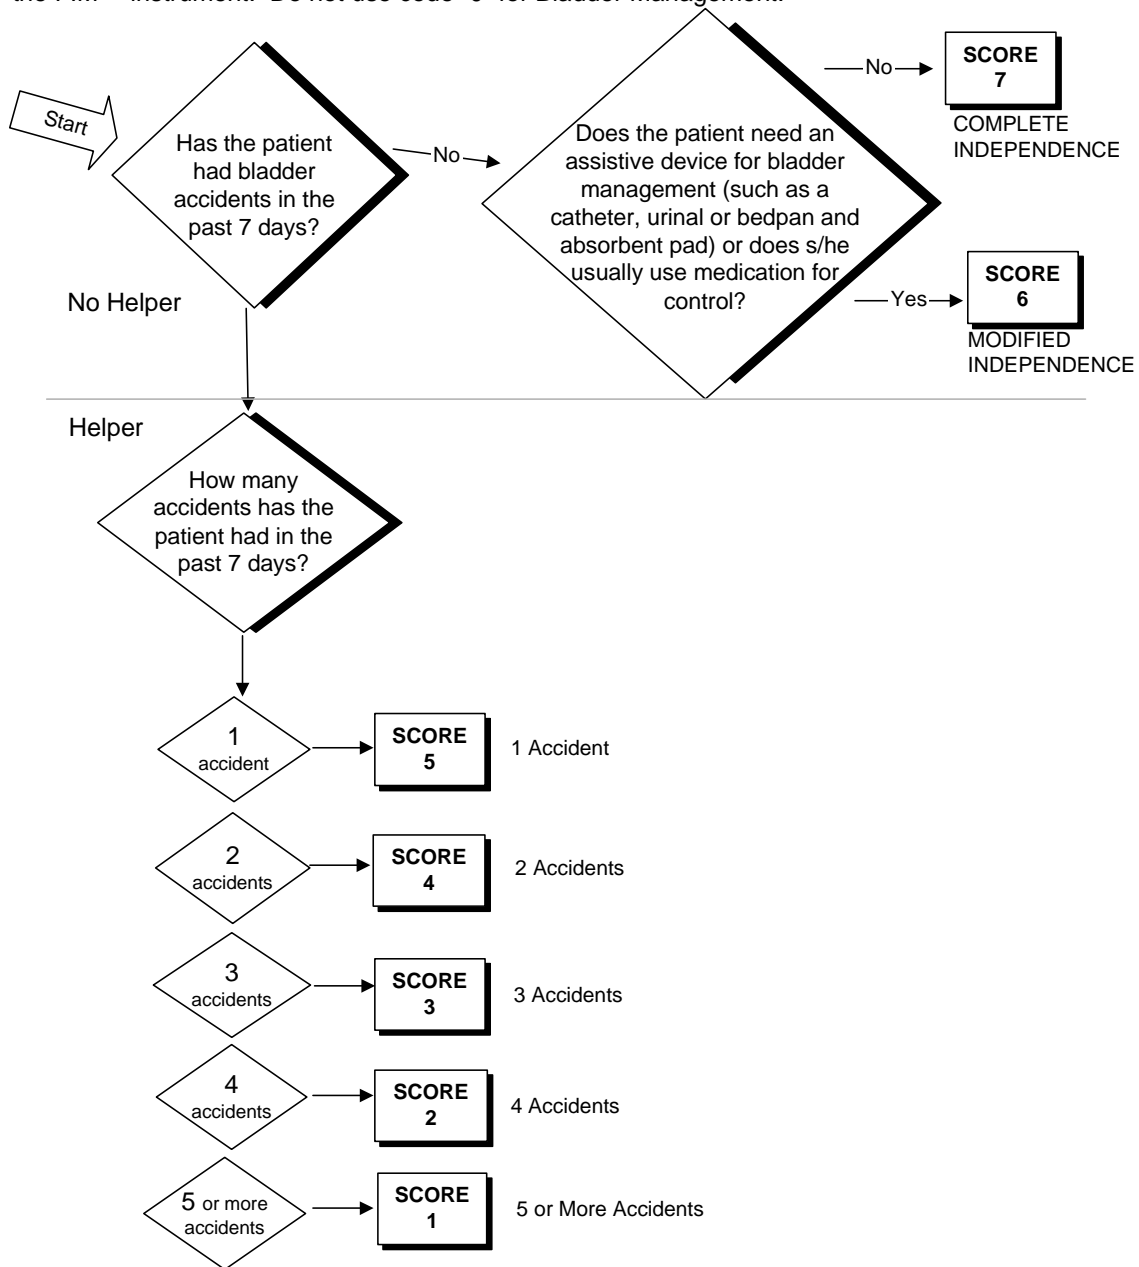 Start
Has the patient
had bladder
accidents in the
past 7 days?
No
Does the patient need an
assistive device for bladder
management (such as a
catheter, urinal or bedpan and
absorbent pad) or does s/he
usually use medication for
control?
No
SCORE
7
COMPLETE
INDEPENDENCE
Yes
SCORE
6
MODIFIED
INDEPENDENCE
No Helper
Helper
How many
accidents has the
patient had in the
past 7 days?
1
accident
SCORE
5
1 Accident
2
accidents
SCORE
4
2 Accidents
3
accidents
SCORE
3
3 Accidents
4
accidents
SCORE
2
4 Accidents
5 or more
accidents
SCORE
1
5 or More Accidents